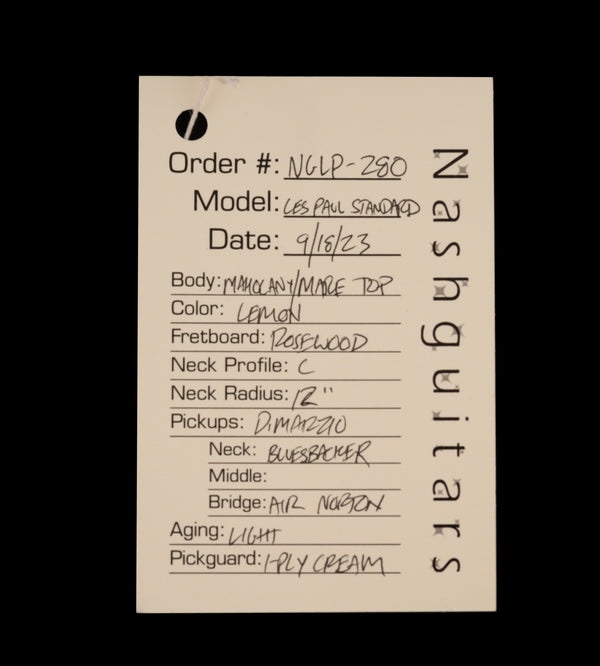 Order #: NGLP-280
Model: LES PAUL STANDARD
Date: 9/18/23
Body: MAHOGANY/MAPLE TOP
Color: LEMON
Fretboard: ROSEWOOD
Neck Profile: C
Neck Radius: 12"
Pickups: DIMARZIO
Neck: BLUESBACKER
Middle:
Bridge: AIR NORTON
Aging: LIGHT
Pickguard: 1-PLY CREAM
Nashguitars